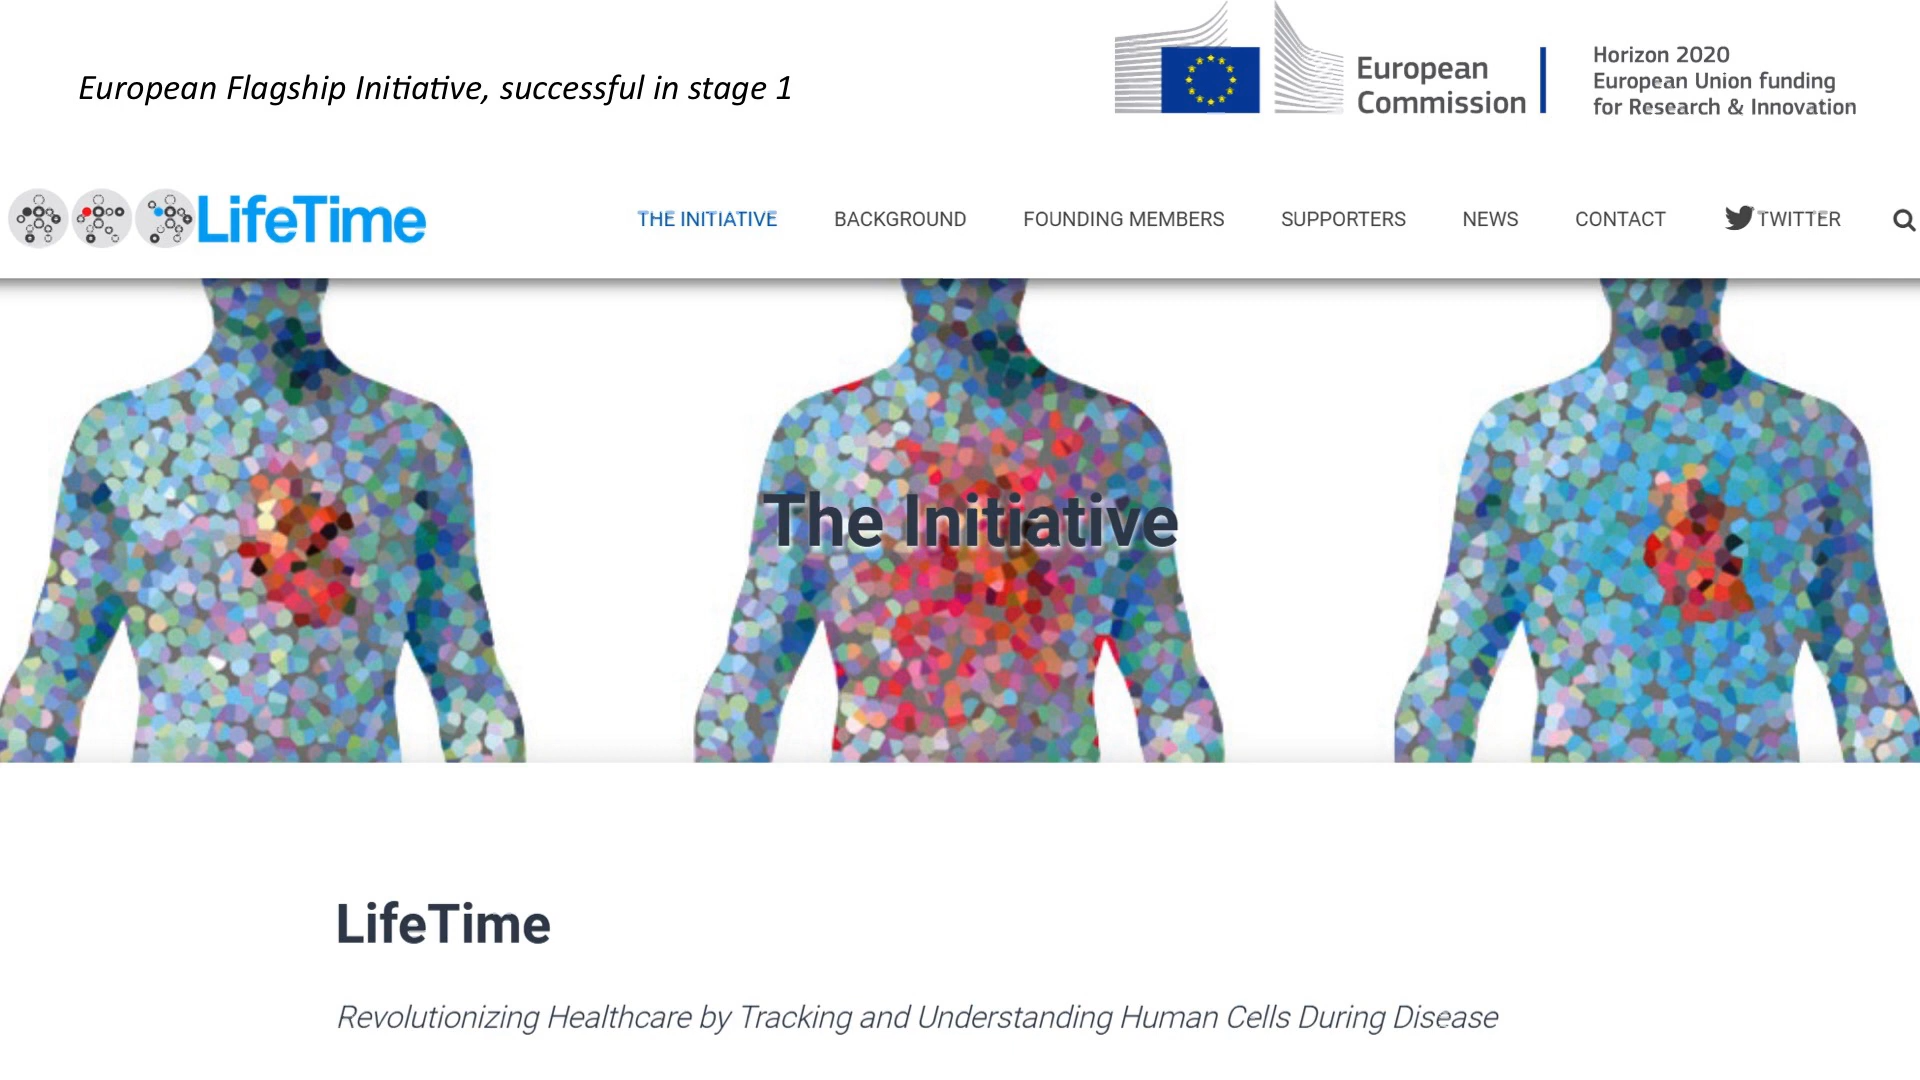 European Flagship Initiative, successful in stage 1
European
Commission
Horizon 2020
European Union funding
for Research & Innovation
LifeTime
THE INITIATIVE
BACKGROUND
FOUNDING MEMBERS
SUPPORTERS
NEWS
CONTACT
TWITTER
The Initiative
LifeTime
Revolutionizing Healthcare by Tracking and Understanding Human Cells During Disease